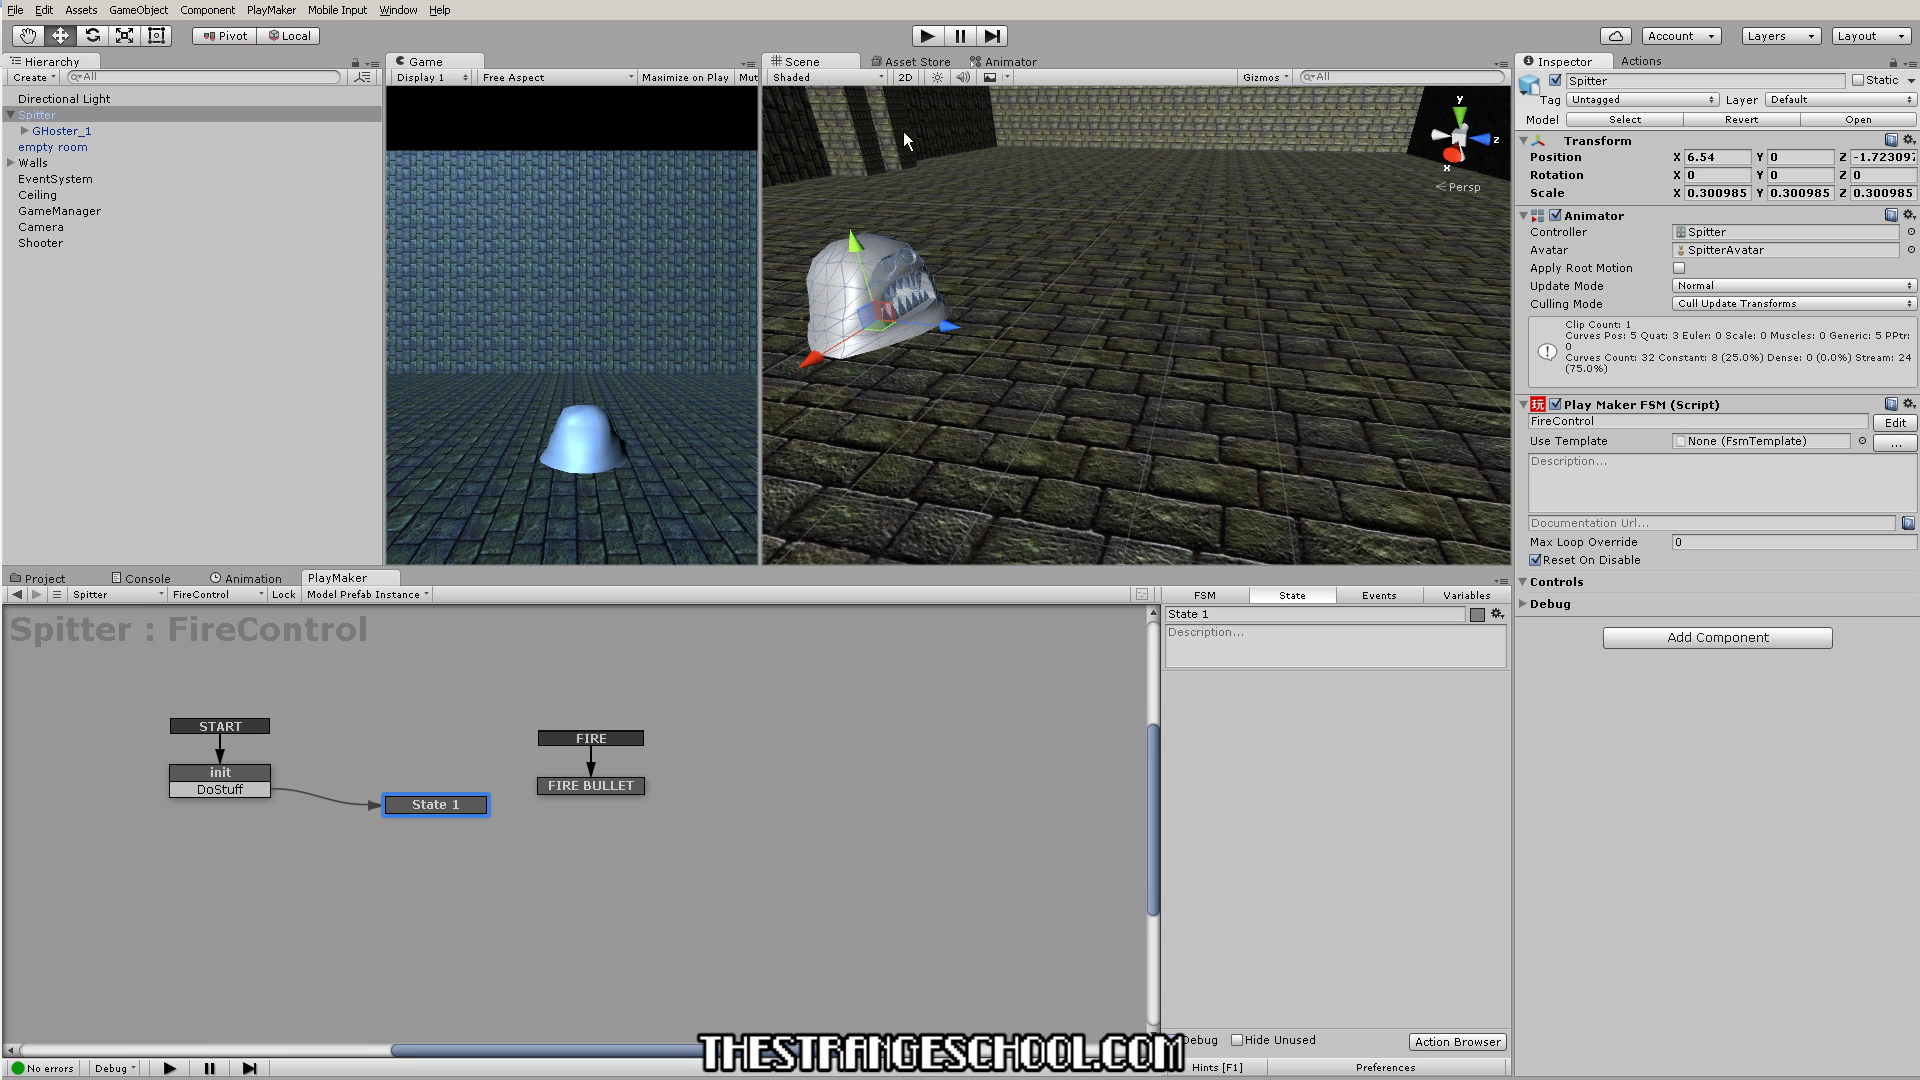 File Edit Assets GameObject Component PlayMaker Mobile Input Window Help
Pivot Local Account Layers Layout
Hierarchy
Create All
Directional Light
Spitter
GHoster_1
empty room
Walls
EventSystem
Ceiling
GameManager
Camera
Shooter
Game
Display 1 Free Aspect Maximize on Play Mut
Scene Asset Store Animator
Shaded 2D Gizmos All
y
z
x
Persp
Inspector Actions
Spitter Static
Tag Untagged Layer Default
Model Select Revert Open
Transform
Position X 6.54 Y 0 Z -1.723097
Rotation X 0 Y 0 Z 0
Scale X 0.300985 Y 0.300985 Z 0.300985
Animator
Controller Spitter
Avatar SpitterAvatar
Apply Root Motion
Update Mode Normal
Culling Mode Cull Update Transforms
Clip Count: 1
Curves Pos: 5 Quat: 3 Euler: 0 Scale: 0 Muscles: 0 Generic: 5 PPtr:
0
Curves Count: 32 Constant: 8 (25.0%) Dense: 0 (0.0%) Stream: 24
(75.0%)
Play Maker FSM (Script)
FireControl Edit
Use Template None (FsmTemplate) ...
Description...
Documentation Url...
Max Loop Override 0
Reset On Disable
Controls
Debug
Add Component
Project Console Animation PlayMaker
Spitter FireControl Lock Model Prefab Instance
Spitter : FireControl
START
init
DoStuff
State 1
FIRE
FIRE BULLET
FSM State Events Variables
State 1
Description...
Debug Hide Unused Action Browser
Hints [F1] Preferences
No errors Debug
THESTRANGESCHOOL.COM